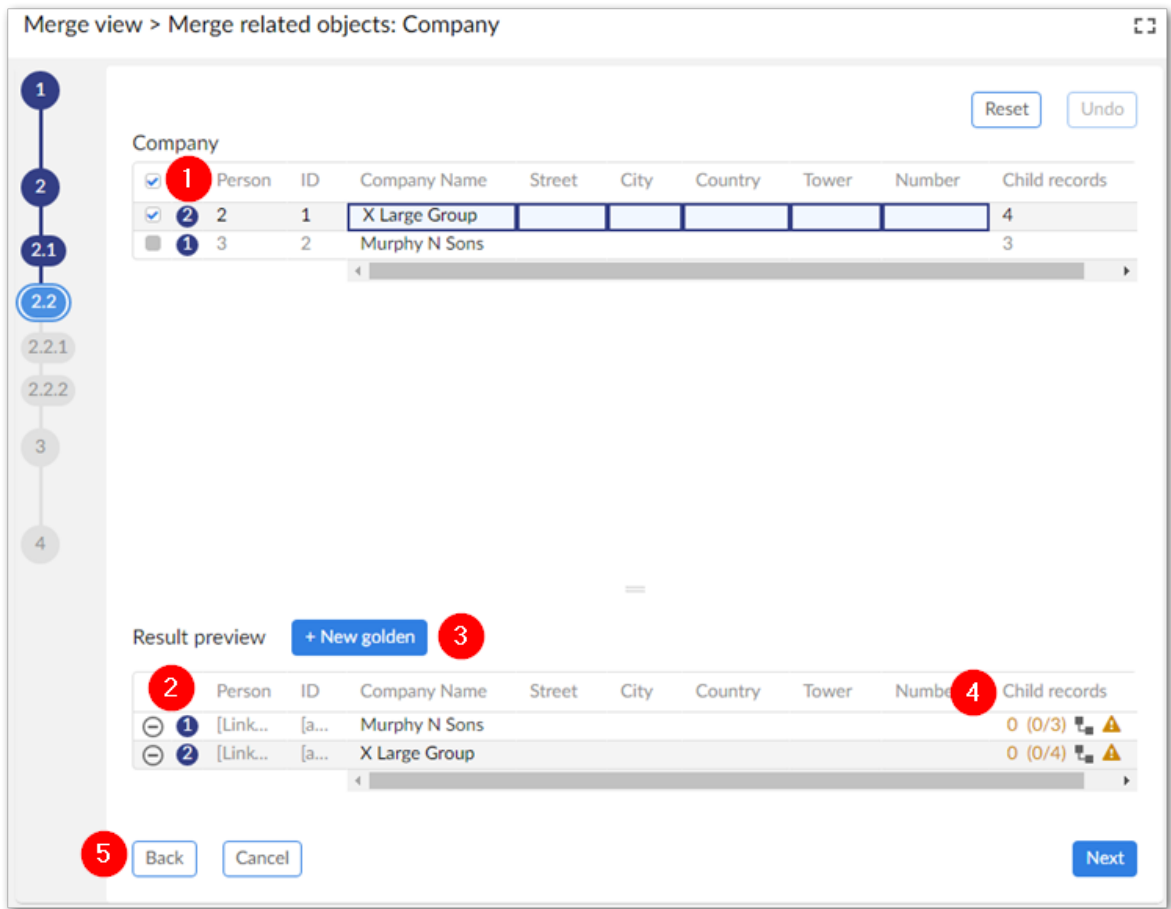 Merge view > Merge related objects: Company
1
2
2.1
2.2
2.2.1
2.2.2
3
4
Reset Undo
Company
1 Person ID Company Name Street City Country Tower Number Child records
2 2 1 X Large Group 4
1 3 2 Murphy N Sons 3
Result preview + New golden 3
2 Person ID Company Name Street City Country Tower Numbe 4 Child records
1 [Link... [a... Murphy N Sons 0 (0/3)
2 [Link... [a... X Large Group 0 (0/4)
5 Back Cancel Next